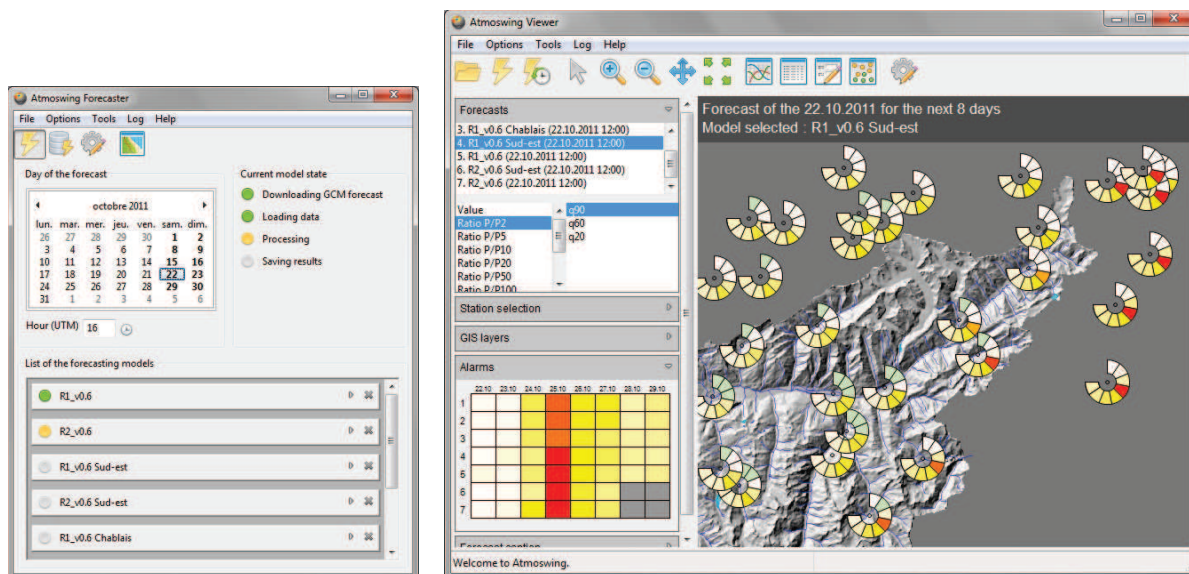 Atmoswing Forecaster
File Options Tools Log Help
Day of the forecast
octobre 2011
lun. mar. mer. jeu. ven. sam. dim.
26 27 28 29 30 1 2
3 4 5 6 7 8 9
10 11 12 13 14 15 16
17 18 19 20 21 22 23
24 25 26 27 28 29 30
31 1 2 3 4 5 6
Hour (UTM) 16
Current model state
Downloading GCM forecast
Loading data
Processing
Saving results
List of the forecasting models
R1_v0.6
R2_v0.6
R1_v0.6 Sud-est
R2_v0.6 Sud-est
R1_v0.6 Chablais
Atmoswing Viewer
File Options Tools Log Help
Forecasts
3. R1_v0.6 Chablais (22.10.2011 12:00)
4. R1_v0.6 Sud-est (22.10.2011 12:00)
5. R1_v0.6 (22.10.2011 12:00)
6. R2_v0.6 Sud-est (22.10.2011 12:00)
7. R2_v0.6 (22.10.2011 12:00)
Value
Ratio P/P2
Ratio P/P5
Ratio P/P10
Ratio P/P20
Ratio P/P50
Ratio P/P100
q90
q60
q20
Station selection
GIS layers
Alarms
22.10 23.10 24.10 25.10 26.10 27.10 28.10 29.10
1
2
3
4
5
6
7
Forecast caption
Welcome to Atmoswing.
Forecast of the 22.10.2011 for the next 8 days
Model selected : R1_v0.6 Sud-est